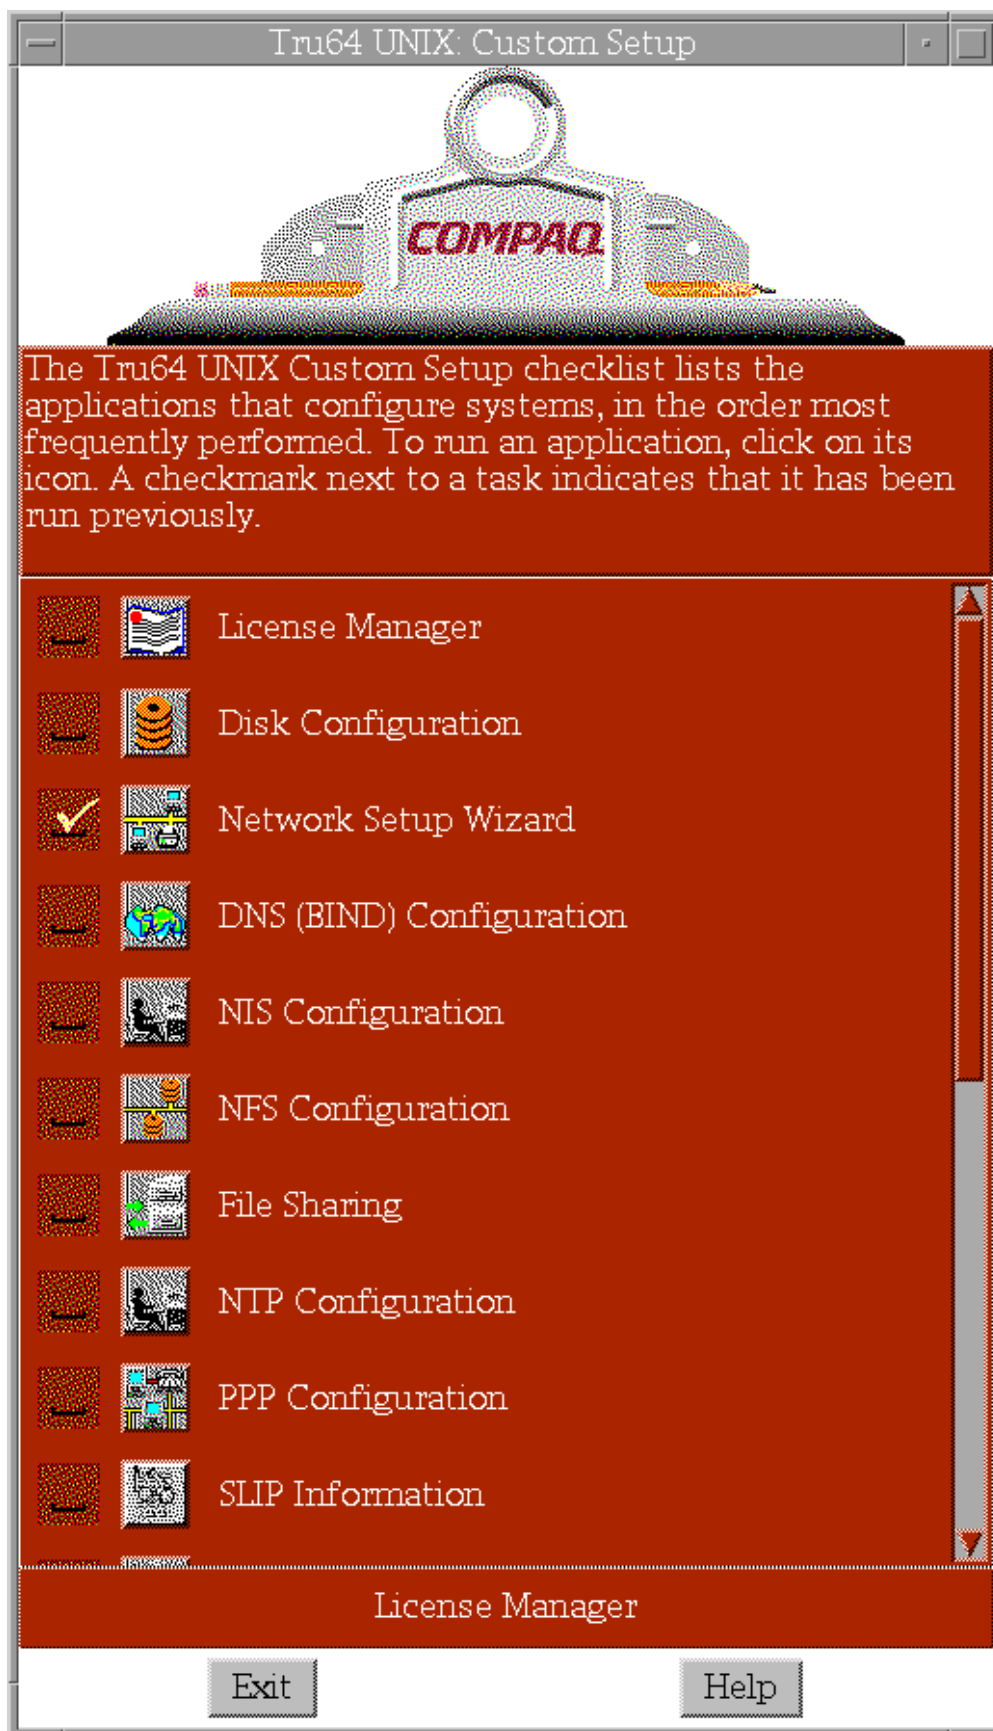 Tru64 UNIX: Custom Setup
COMPAQ
The Tru64 UNIX Custom Setup checklist lists the
applications that configure systems, in the order most
frequently performed. To run an application, click on its
icon. A checkmark next to a task indicates that it has been
run previously.
License Manager
Disk Configuration
Network Setup Wizard
DNS (BIND) Configuration
NIS Configuration
NFS Configuration
File Sharing
NTP Configuration
PPP Configuration
SLIP Information
License Manager
Exit
Help